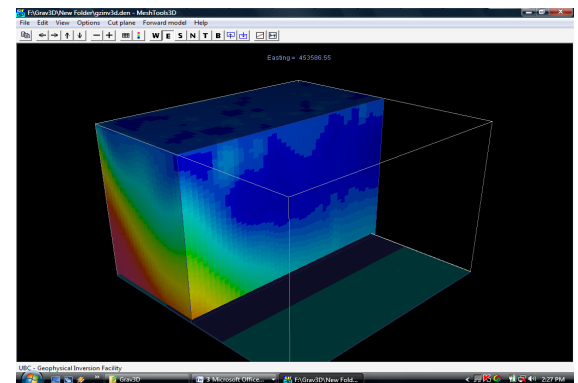 F:\Grav3D\New Folder\gzinv3d.den - MeshTools3D
File Edit View Options Cut plane Forward model Help
W E S N T B
Easting = 453586.55
UBC - Geophysical Inversion Facility
Grav3D 3 Microsoft Office... F:\Grav3D\New Fold... 2:27 PM